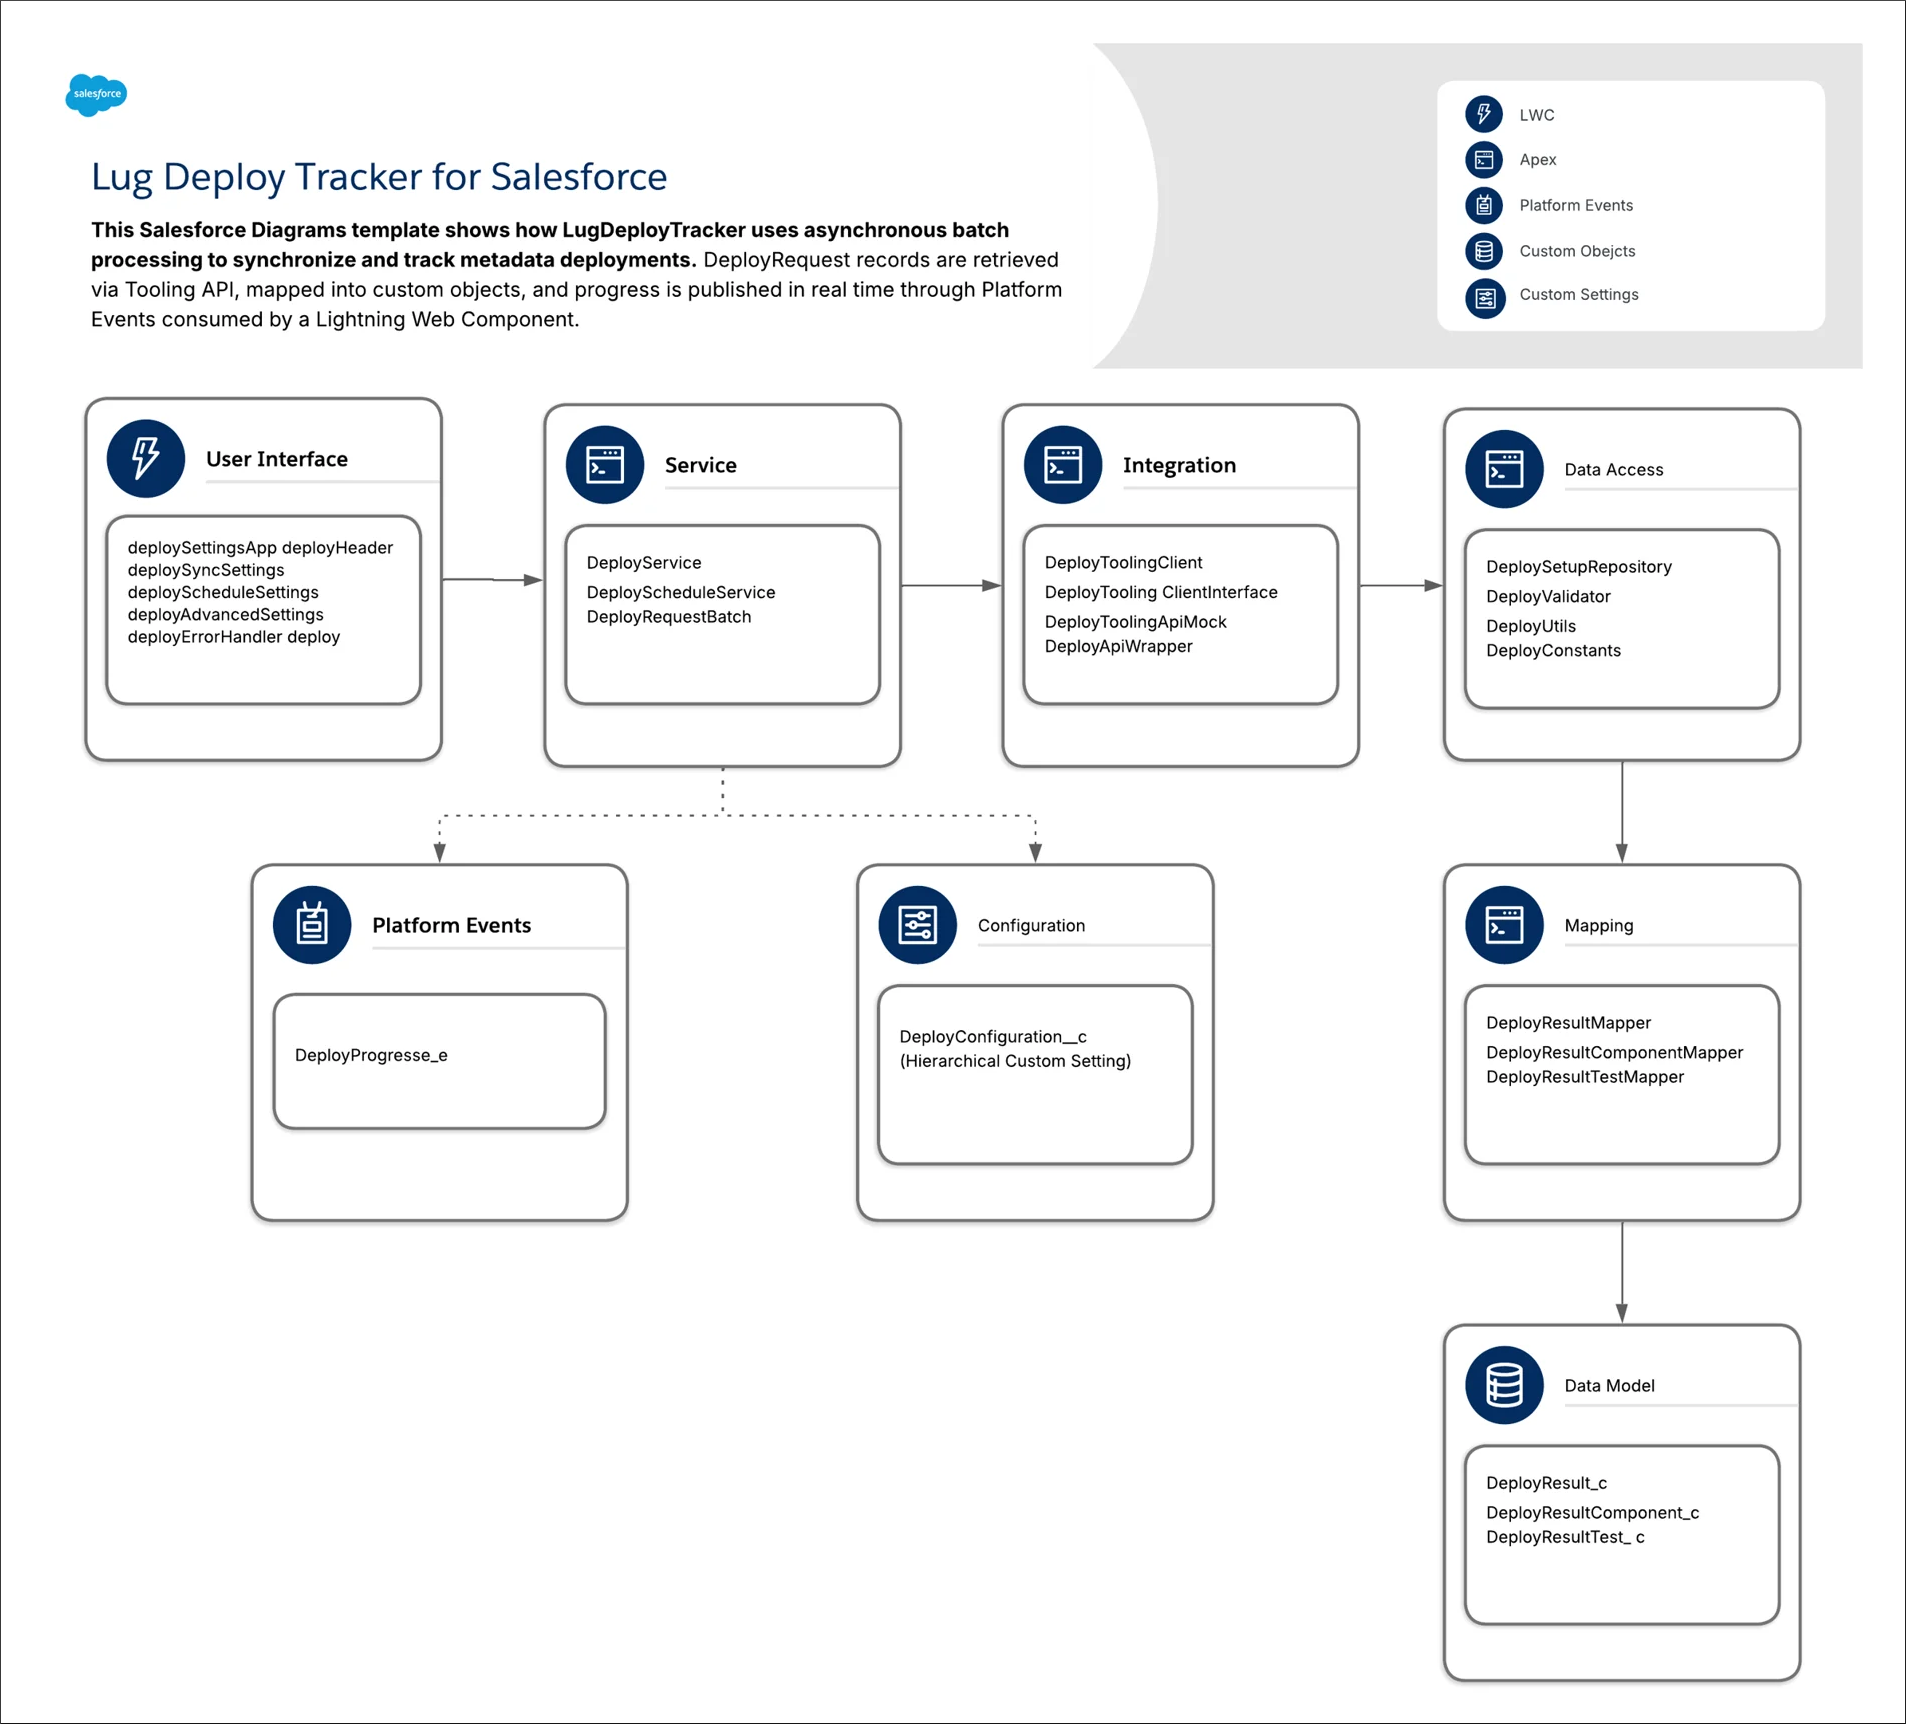 salesforce
LWC
Apex
Platform Events
Custom Obejcts
Custom Settings
Lug Deploy Tracker for Salesforce
This Salesforce Diagrams template shows how LugDeployTracker uses asynchronous batch
processing to synchronize and track metadata deployments. DeployRequest records are retrieved
via Tooling API, mapped into custom objects, and progress is published in real time through Platform
Events consumed by a Lightning Web Component.
User Interface
deploySettingsApp deployHeader
deploySyncSettings
deployScheduleSettings
deployAdvancedSettings
deployErrorHandler deploy
Service
DeployService
DeployScheduleService
DeployRequestBatch
Integration
DeployToolingClient
DeployTooling ClientInterface
DeployToolingApiMock
DeployApiWrapper
Data Access
DeploySetupRepository
DeployValidator
DeployUtils
DeployConstants
Platform Events
DeployProgresse_e
Configuration
DeployConfiguration__c
(Hierarchical Custom Setting)
Mapping
DeployResultMapper
DeployResultComponentMapper
DeployResultTestMapper
Data Model
DeployResult_c
DeployResultComponent_c
DeployResultTest_ c